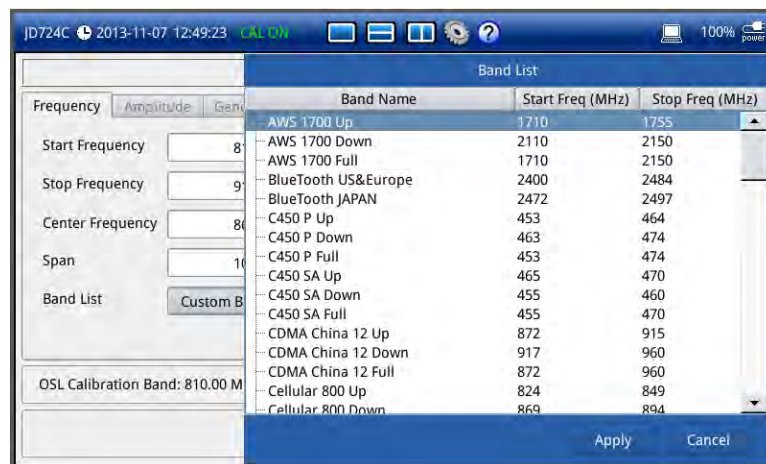 JD724C 2013-11-07 12:49:23 CAL ON 100% power
Band List
Band Name Start Freq (MHz) Stop Freq (MHz)
Frequency Amplitude
AWS 1700 Up 1710 1755
AWS 1700 Down 2110 2150
Start Frequency
AWS 1700 Full 1710 2150
BlueTooth US&Europe 2400 2484
Stop Frequency
BlueTooth JAPAN 2472 2497
C450 P Up 453 464
Center Frequency
C450 P Down 463 474
C450 P Full 453 474
Span
C450 SA Up 465 470
C450 SA Down 455 460
Band List Custom B
C450 SA Full 455 470
CDMA China 12 Up 872 915
CDMA China 12 Down 917 960
CDMA China 12 Full 872 960
OSL Calibration Band: 810.00 M
Cellular 800 Up 824 849
Cellular 800 Down 869 894
Apply Cancel